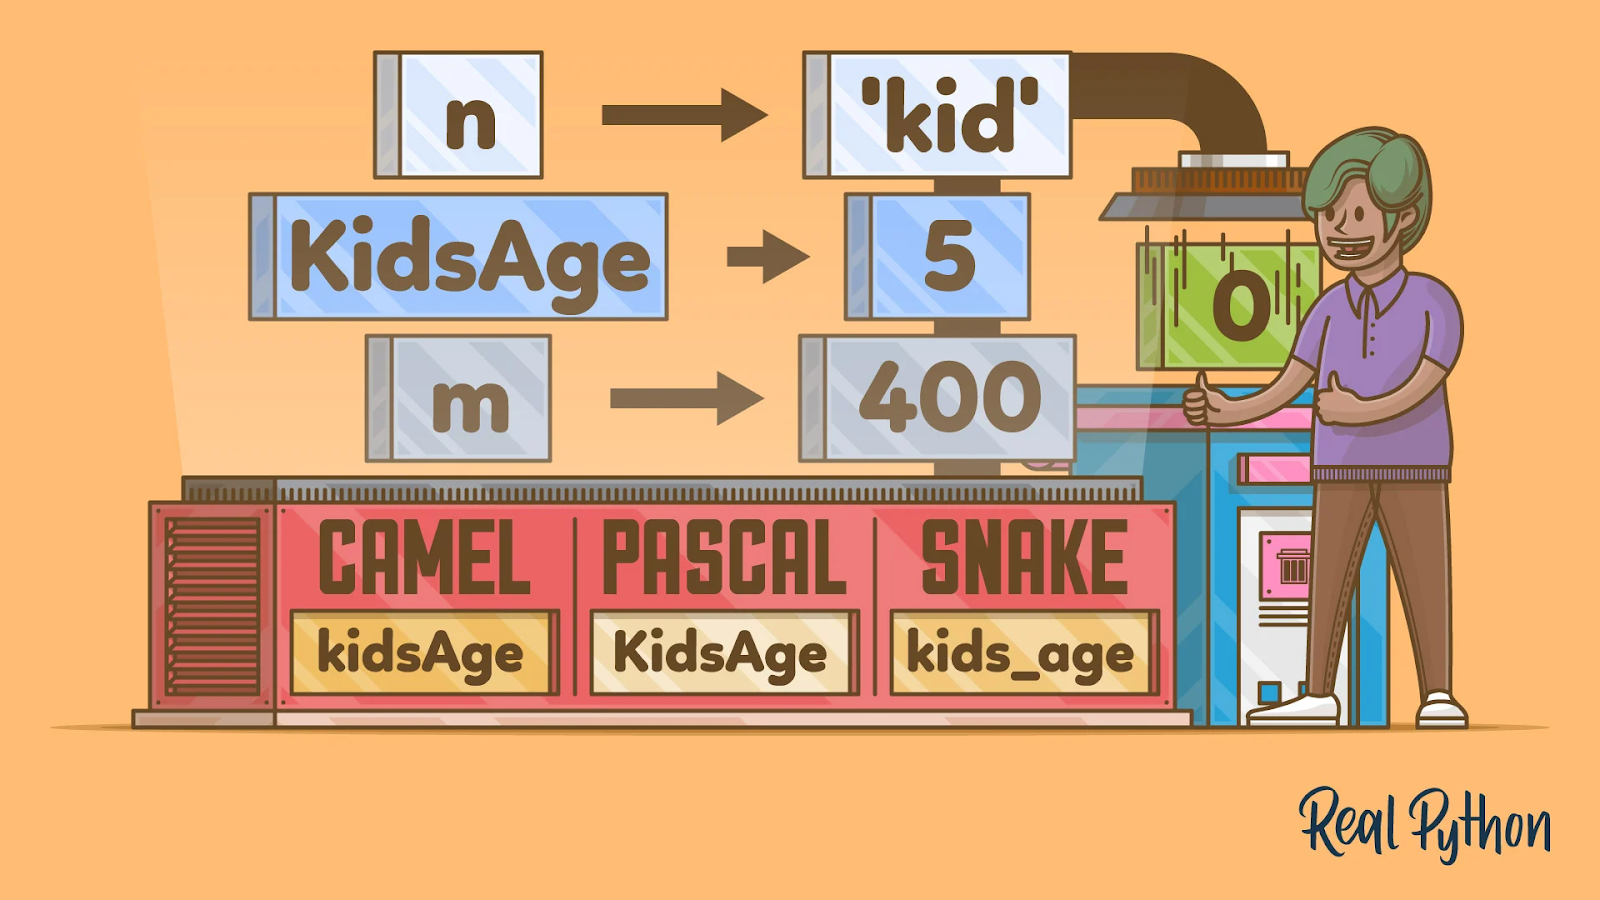 n 'kid'
KidsAge 5
0
m 400
CAMEL PASCAL SNAKE
kidsAge KidsAge kids_age
Real Python